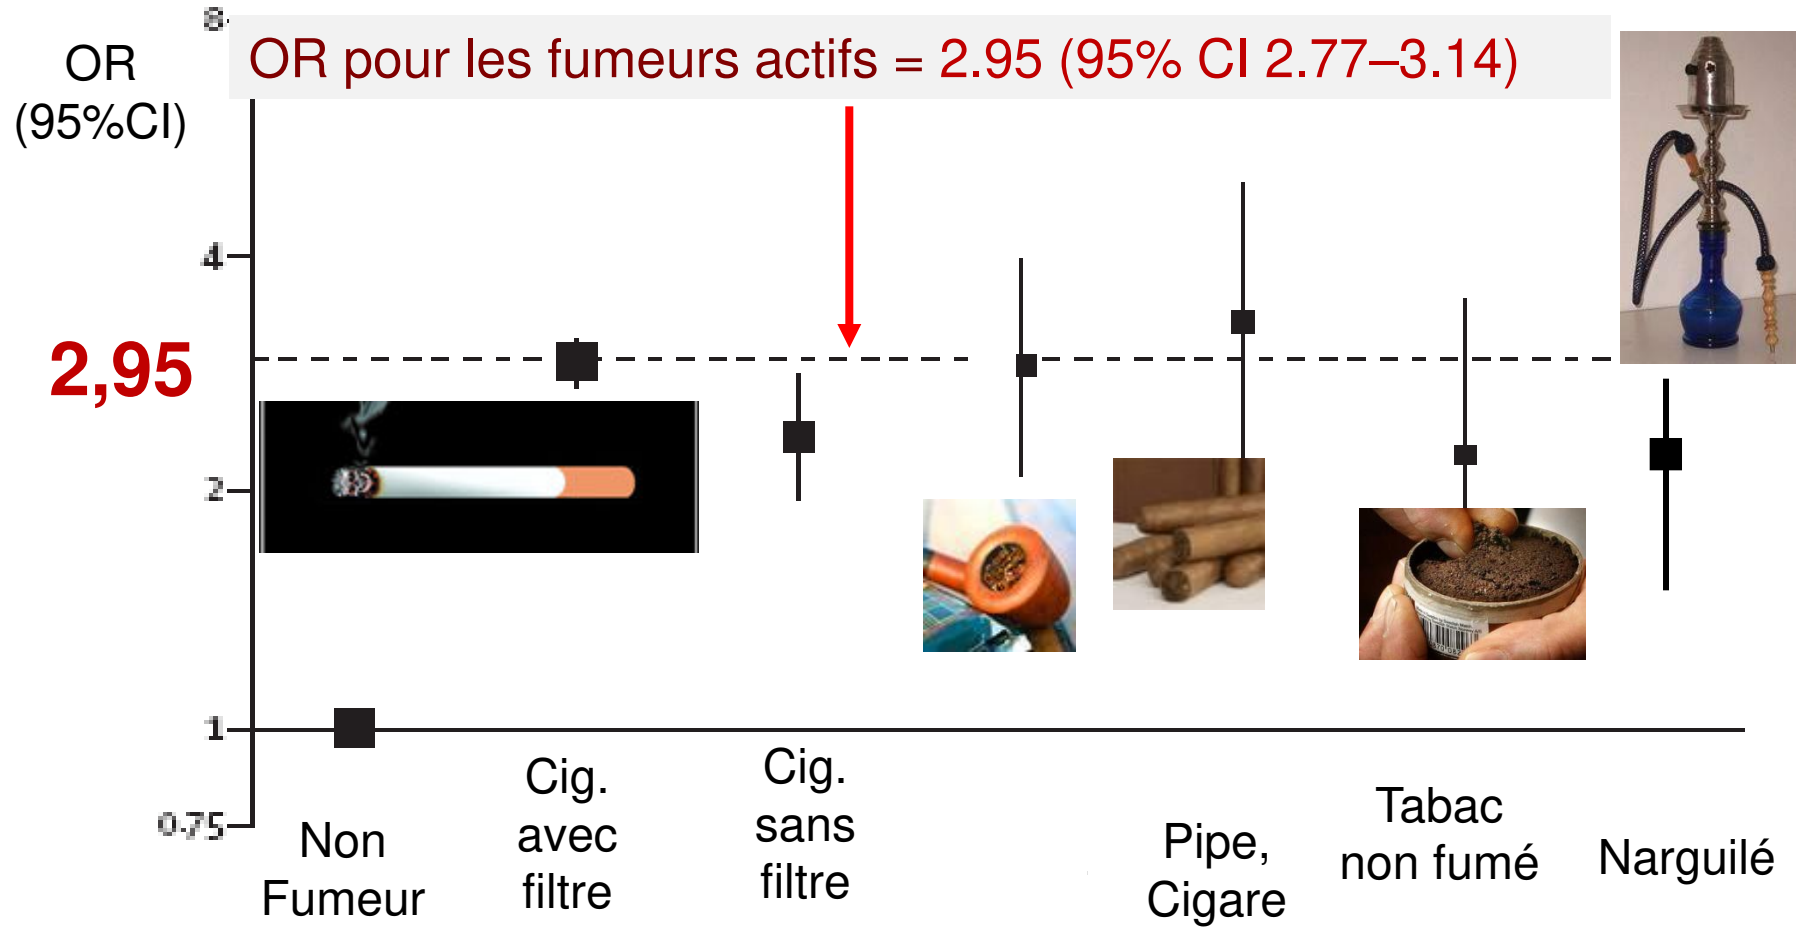 OR pour les fumeurs actifs = 2.95 (95% CI 2.77–3.14)
OR
(95%CI)
8
4
2,95
2
1
0.75
Non
Fumeur
Cig.
avec
filtre
Cig.
sans
filtre
Pipe,
Cigare
Tabac
non fumé
Narguilé